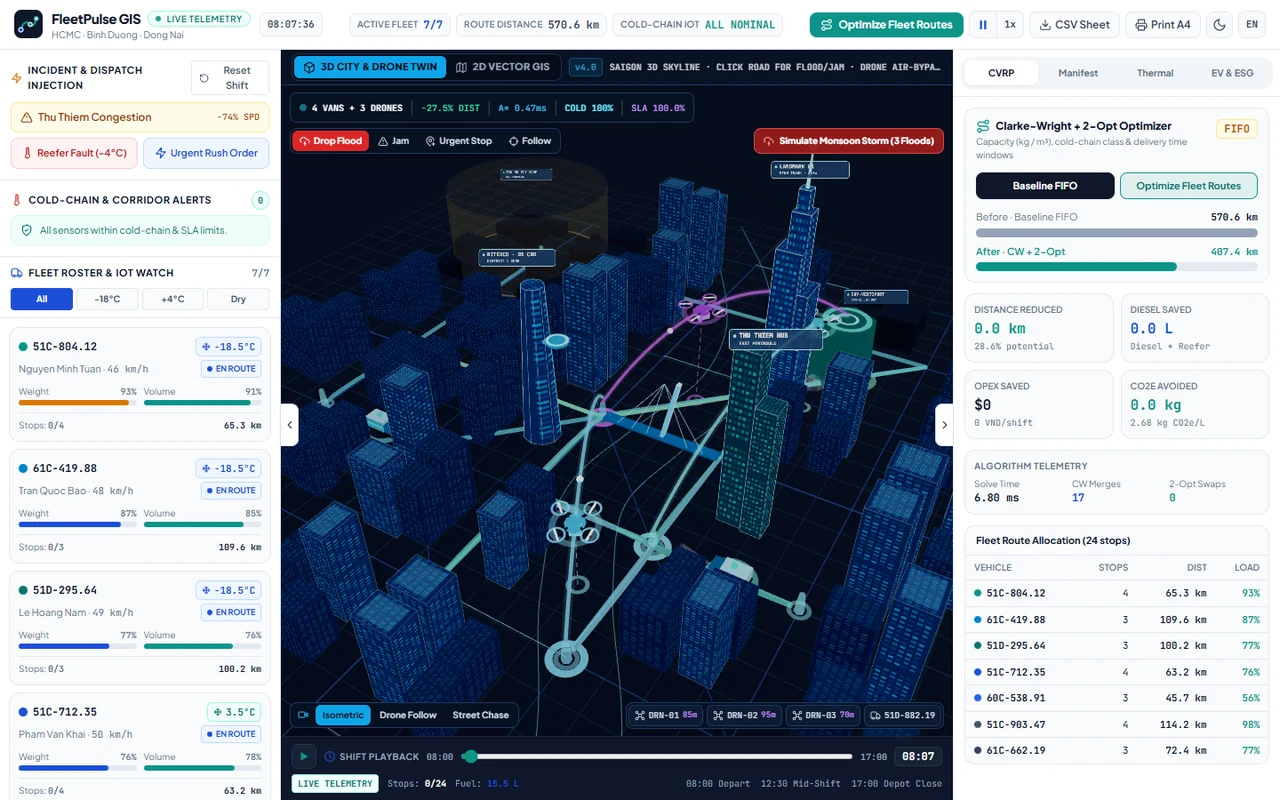 FleetPulse GIS
LIVE TELEMETRY
HCMC · Binh Duong · Dong Nai
08:07:36
ACTIVE FLEET 7/7
ROUTE DISTANCE 570.6 km
COLD-CHAIN IOT ALL NOMINAL
Optimize Fleet Routes
1x
CSV Sheet
Print A4
EN
INCIDENT & DISPATCH
INJECTION
Reset
Shift
Thu Thiem Congestion
-74% SPD
Reefer Fault (-4°C)
Urgent Rush Order
COLD-CHAIN & CORRIDOR ALERTS
0
All sensors within cold-chain & SLA limits.
FLEET ROSTER & IOT WATCH
7/7
All
-18°C
+4°C
Dry
51C-804.12
-18.5°C
Nguyen Minh Tuan · 46 km/h
EN ROUTE
Weight 93%
Volume 91%
Stops: 0/4
65.3 km
61C-419.88
-18.5°C
Tran Quoc Bao · 48 km/h
EN ROUTE
Weight 87%
Volume 85%
Stops: 0/3
109.6 km
51D-295.64
-18.5°C
Le Hoang Nam · 49 km/h
EN ROUTE
Weight 77%
Volume 76%
Stops: 0/3
100.2 km
51C-712.35
3.5°C
Pham Van Khai · 50 km/h
EN ROUTE
Weight 76%
Volume 78%
Stops: 0/4
63.2 km
3D CITY & DRONE TWIN
2D VECTOR GIS
v4.0
SAIGON 3D SKYLINE · CLICK ROAD FOR FLOOD/JAM · DRONE AIR-BYPA…
4 VANS + 3 DRONES
-27.5% DIST
A* 0.47ms
COLD 100%
SLA 100.0%
Drop Flood
Jam
Urgent Stop
Follow
Simulate Monsoon Storm (3 Floods)
THU THIEM HUB
EAST PENINSULA
SKY-VERTIPORT
Isometric
Drone Follow
Street Chase
DRN-01 85m
DRN-02 95m
DRN-03 70m
51D-882.19
SHIFT PLAYBACK
08:00
17:00
08:07
LIVE TELEMETRY
Stops: 0/24
Fuel: 15.5 L
08:00 Depart
12:30 Mid-Shift
17:00 Depot Close
CVRP
Manifest
Thermal
EV & ESG
Clarke-Wright + 2-Opt Optimizer
FIFO
Capacity (kg / m³), cold-chain class & delivery time
windows
Baseline FIFO
Optimize Fleet Routes
Before · Baseline FIFO
570.6 km
After · CW + 2-Opt
407.4 km
DISTANCE REDUCED
0.0 km
28.6% potential
DIESEL SAVED
0.0 L
Diesel + Reefer
OPEX SAVED
$0
0 VND/shift
CO2E AVOIDED
0.0 kg
2.68 kg CO2e/L
ALGORITHM TELEMETRY
Solve Time
6.80 ms
CW Merges
17
2-Opt Swaps
0
Fleet Route Allocation (24 stops)
VEHICLE STOPS DIST LOAD
51C-804.12 4 65.3 km 93%
61C-419.88 3 109.6 km 87%
51D-295.64 3 100.2 km 77%
51C-712.35 4 63.2 km 76%
60C-538.91 3 45.7 km 56%
51C-903.47 4 114.2 km 98%
61C-662.19 3 72.4 km 77%